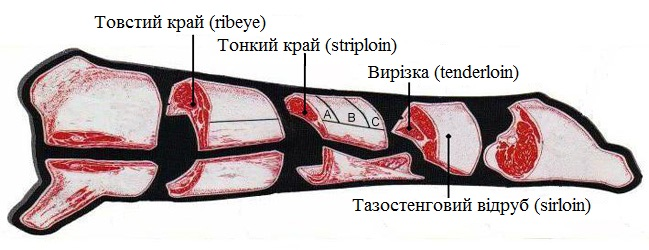 Товстий край (ribeye)
Тонкий край (striploin)
Вирізка (tenderloin)
A B C
Тазостенговий відруб (sirloin)